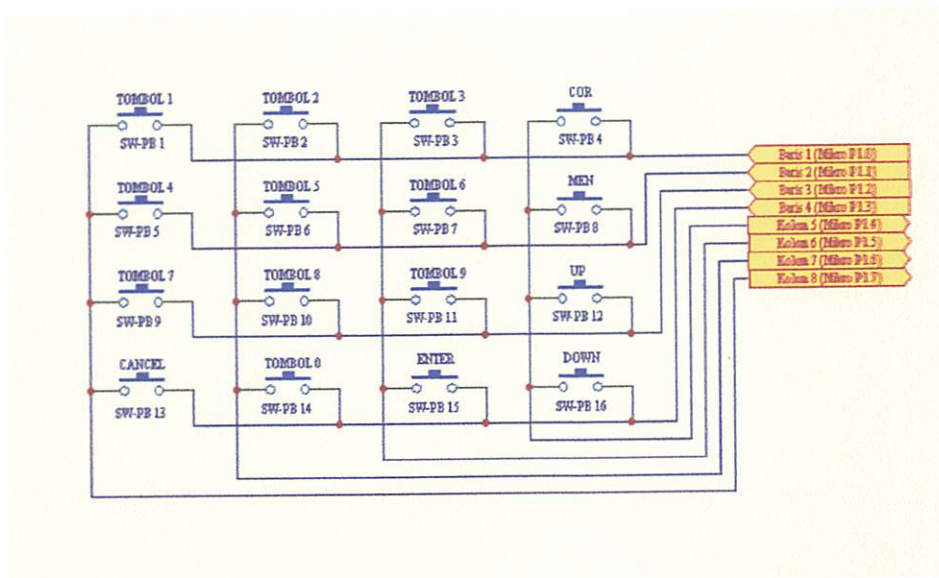 TOMBOL 1 TOMBOL 2 TOMBOL 3 COR
SW-PB 1 SW-PB 2 SW-PB 3 SW-PB 4
Baris 1 (Mikro P1.0)
Baris 2 (Mikro P1.1)
Baris 3 (Mikro P1.2)
Baris 4 (Mikro P1.3)
Kolom 5 (Mikro P1.4)
Kolom 6 (Mikro P1.5)
Kolom 7 (Mikro P1.6)
Kolom 8 (Mikro P1.7)
TOMBOL 4 TOMBOL 5 TOMBOL 6 MEN
SW-PB 5 SW-PB 6 SW-PB 7 SW-PB 8
TOMBOL 7 TOMBOL 8 TOMBOL 9 UP
SW-PB 9 SW-PB 10 SW-PB 11 SW-PB 12
CANCEL TOMBOL 0 ENTER DOWN
SW-PB 13 SW-PB 14 SW-PB 15 SW-PB 16